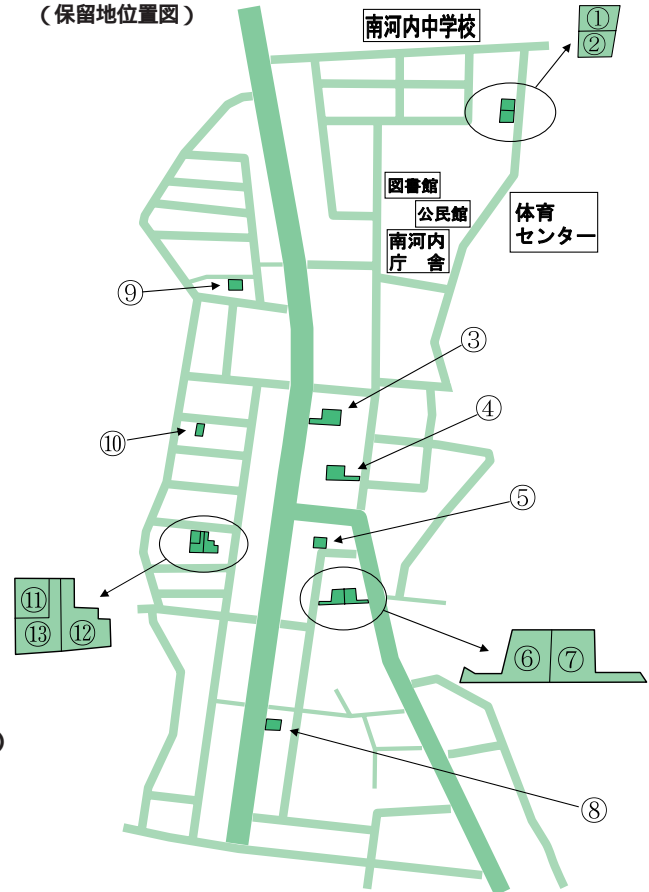 (保留地位置図)
南河内中学校
①
②
図書館
公民館
南河内
庁 舎
体育
センター
⑨
③
④
⑩
⑤
⑪
⑬
⑫
⑥
⑦
⑧
)